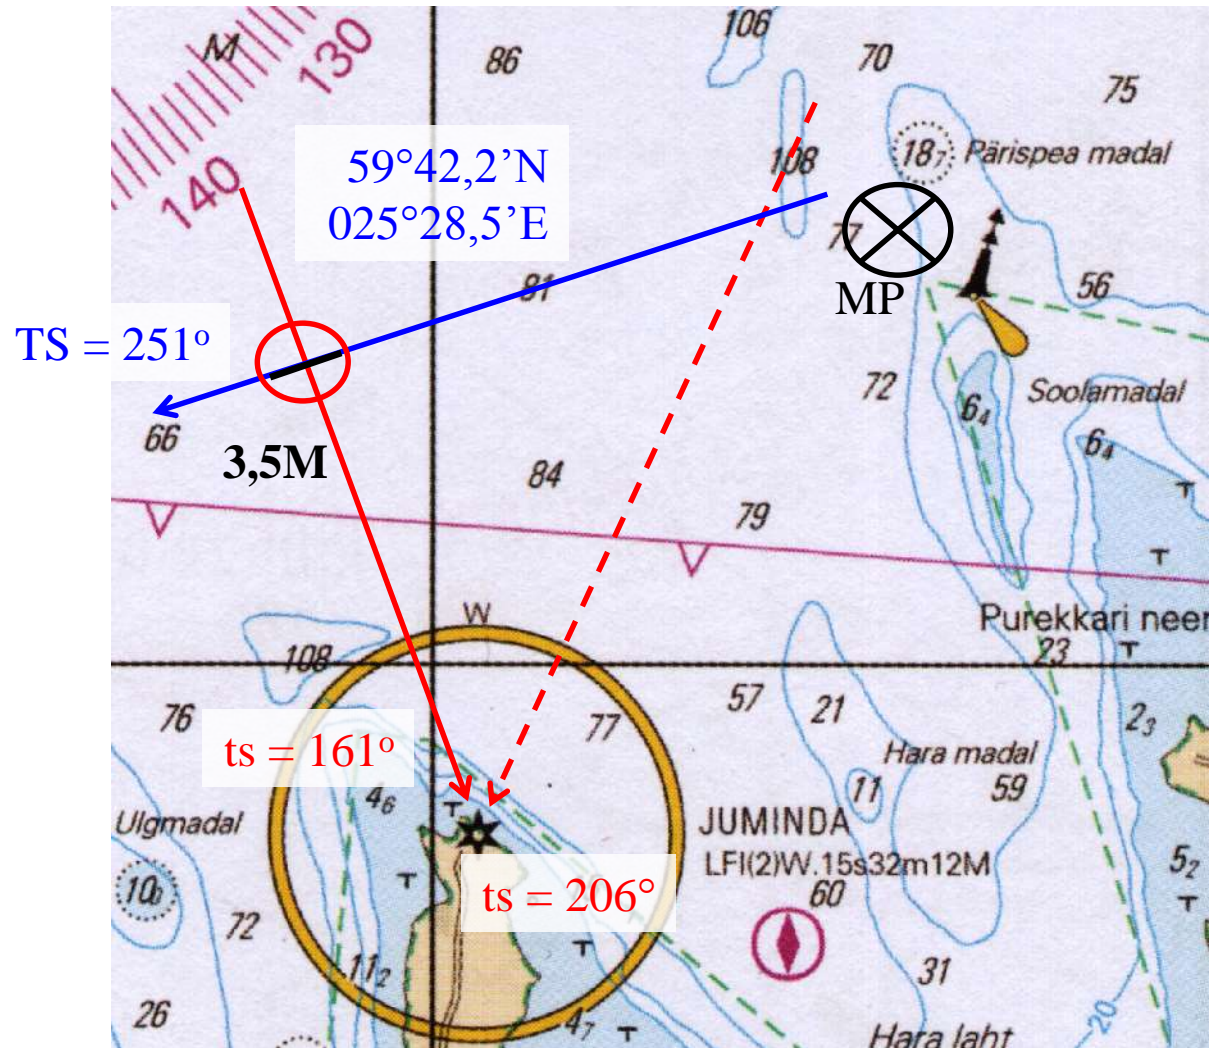 M
130
140
106
86
70
75
59°42,2’N
025°28,5’E
108
18₇
Pärispea madal
77
MP
81
56
TS = 251º
72
Soolamadal
6₄
6₄
66
3,5M
84
79
W
Purekkari neer
108
23
57
76
77
21
2₃
ts = 161º
Hara madal
4₆
11
59
Ulgmadal
JUMINDA
LFl(2)W.15s32m12M
5₂
10₀
ts = 206°
60
72
11₂
31
26
4₇
20
Hara laht